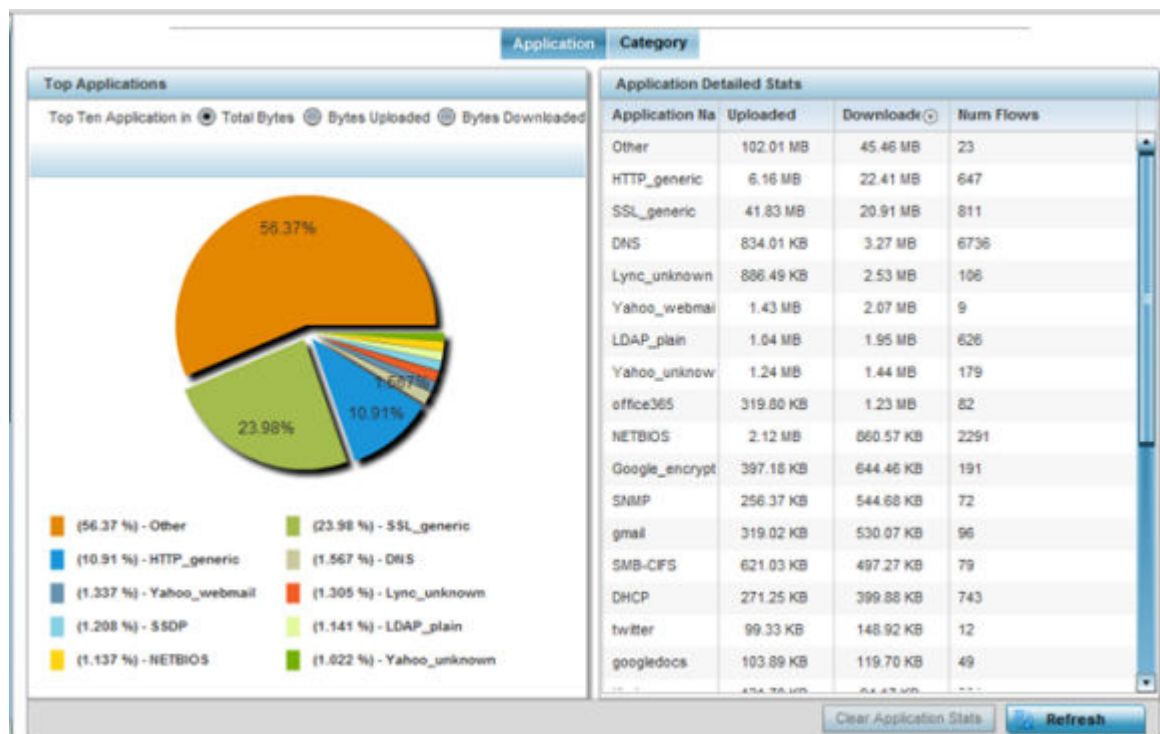 Application Category
Top Applications
Top Ten Application in Total Bytes Bytes Uploaded Bytes Downloaded
56.37%
1.567%
10.91%
23.98%
(56.37 %) - Other (23.98 %) - SSL_generic
(10.91 %) - HTTP_generic (1.567 %) - DNS
(1.337 %) - Yahoo_webmail (1.305 %) - Lync_unknown
(1.208 %) - SSDP (1.141 %) - LDAP_plain
(1.137 %) - NETBIOS (1.022 %) - Yahoo_unknown
Application Detailed Stats
Application Na Uploaded Downloade Num Flows
Other 102.01 MB 45.46 MB 23
HTTP_generic 6.16 MB 22.41 MB 647
SSL_generic 41.83 MB 20.91 MB 811
DNS 834.01 KB 3.27 MB 6736
Lync_unknown 886.49 KB 2.53 MB 106
Yahoo_webmai 1.43 MB 2.07 MB 9
LDAP_plain 1.04 MB 1.95 MB 626
Yahoo_unknow 1.24 MB 1.44 MB 179
office365 319.80 KB 1.23 MB 82
NETBIOS 2.12 MB 860.57 KB 2291
Google_encrypt 397.18 KB 644.46 KB 191
SNMP 256.37 KB 544.68 KB 72
gmail 319.02 KB 530.07 KB 96
SMB-CIFS 621.03 KB 497.27 KB 79
DHCP 271.25 KB 399.88 KB 743
twitter 99.33 KB 148.92 KB 12
googledocs 103.89 KB 119.70 KB 49
Clear Application Stats Refresh